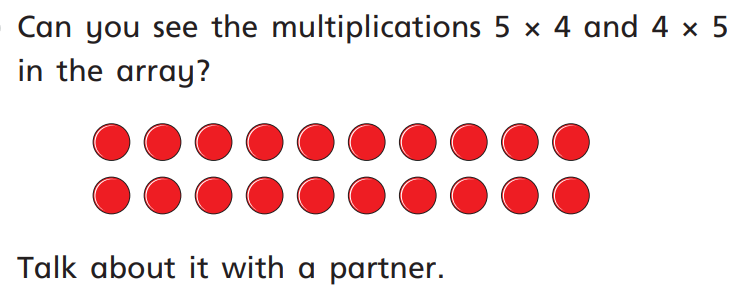 Can you see the multiplications 5 × 4 and 4 × 5
in the array?
Talk about it with a partner.